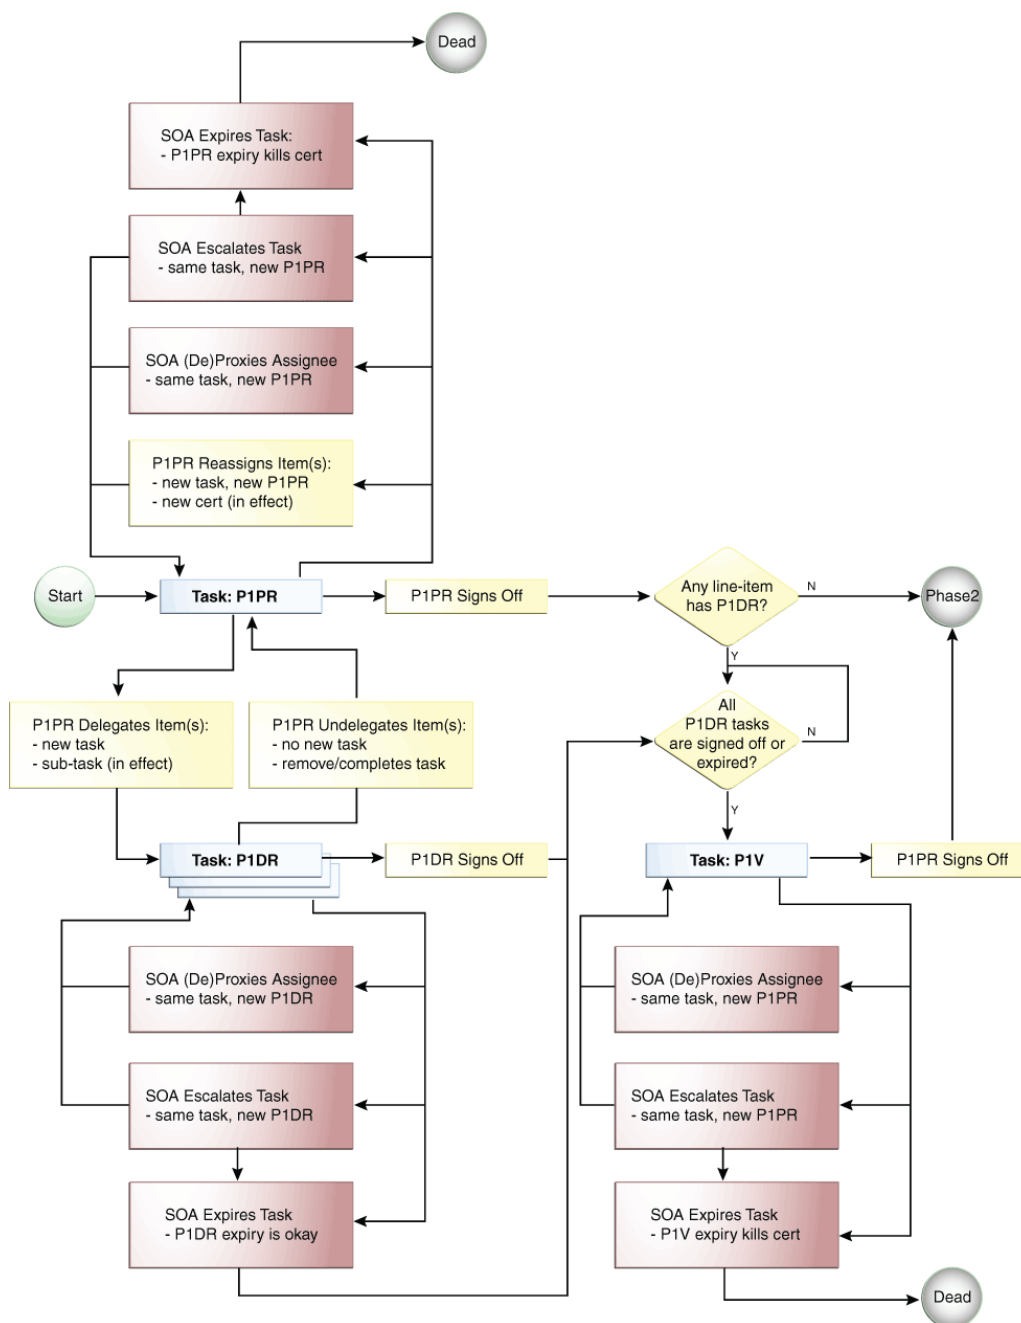 Dead
SOA Expires Task:
- P1PR expiry kills cert
SOA Escalates Task
- same task, new P1PR
SOA (De)Proxies Assignee
- same task, new P1PR
P1PR Reassigns Item(s):
- new task, new P1PR
- new cert (in effect)
Start
Task: P1PR
P1PR Signs Off
Any line-item
has P1DR?
N
Phase2
Y
P1PR Delegates Item(s):
- new task
- sub-task (in effect)
P1PR Undelegates Item(s):
- no new task
- remove/completes task
All
P1DR tasks
are signed off or
expired?
N
Y
Task: P1DR
P1DR Signs Off
Task: P1V
P1PR Signs Off
SOA (De)Proxies Assignee
- same task, new P1DR
SOA (De)Proxies Assignee
- same task, new P1PR
SOA Escalates Task
- same task, new P1DR
SOA Escalates Task
- same task, new P1PR
SOA Expires Task
- P1DR expiry is okay
SOA Expires Task
- P1V expiry kills cert
Dead